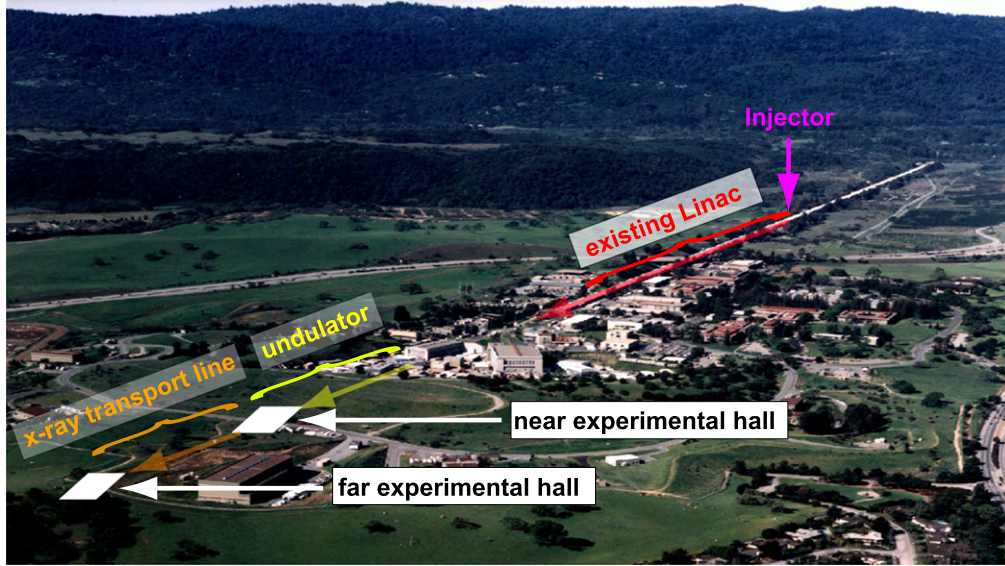 Injector
existing Linac
undulator
x-ray transport line
near experimental hall
far experimental hall